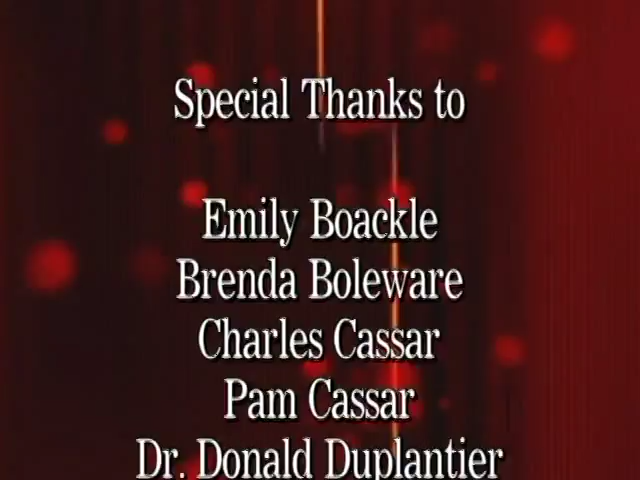 Special Thanks to
Emily Boackle
Brenda Boleware
Charles Cassar
Pam Cassar
Dr. Donald Duplantier